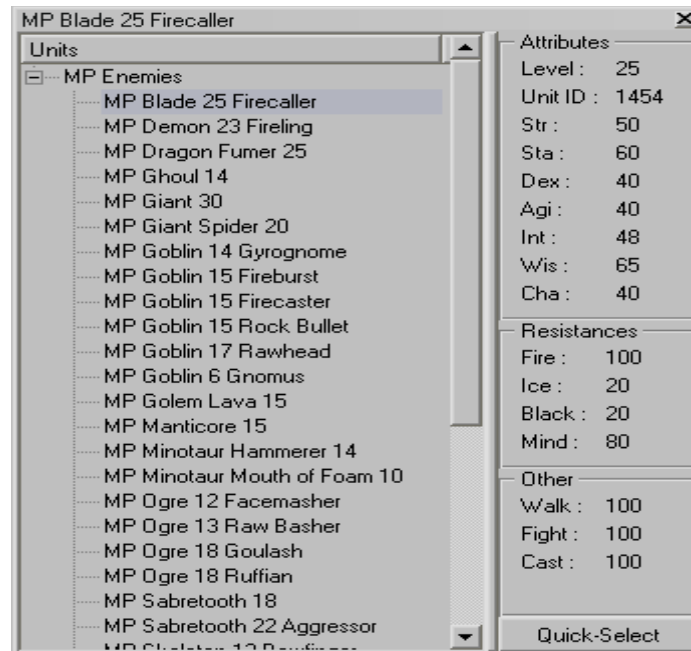 MP Blade 25 Firecaller
Units
MP Enemies
MP Blade 25 Firecaller
MP Demon 23 Fireling
MP Dragon Fumer 25
MP Ghoul 14
MP Giant 30
MP Giant Spider 20
MP Goblin 14 Gyrognome
MP Goblin 15 Fireburst
MP Goblin 15 Firecaster
MP Goblin 15 Rock Bullet
MP Goblin 17 Rawhead
MP Goblin 6 Gnomus
MP Golem Lava 15
MP Manticore 15
MP Minotaur Hammerer 14
MP Minotaur Mouth of Foam 10
MP Ogre 12 Facemasher
MP Ogre 13 Raw Basher
MP Ogre 18 Goulash
MP Ogre 18 Ruffian
MP Sabretooth 18
MP Sabretooth 22 Aggressor
MP Skeleton 13
Attributes
Level : 25
Unit ID : 1454
Str : 50
Sta : 60
Dex : 40
Agi : 40
Int : 48
Wis : 65
Cha : 40
Resistances
Fire : 100
Ice : 20
Black : 20
Mind : 80
Other
Walk : 100
Fight : 100
Cast : 100
Quick-Select